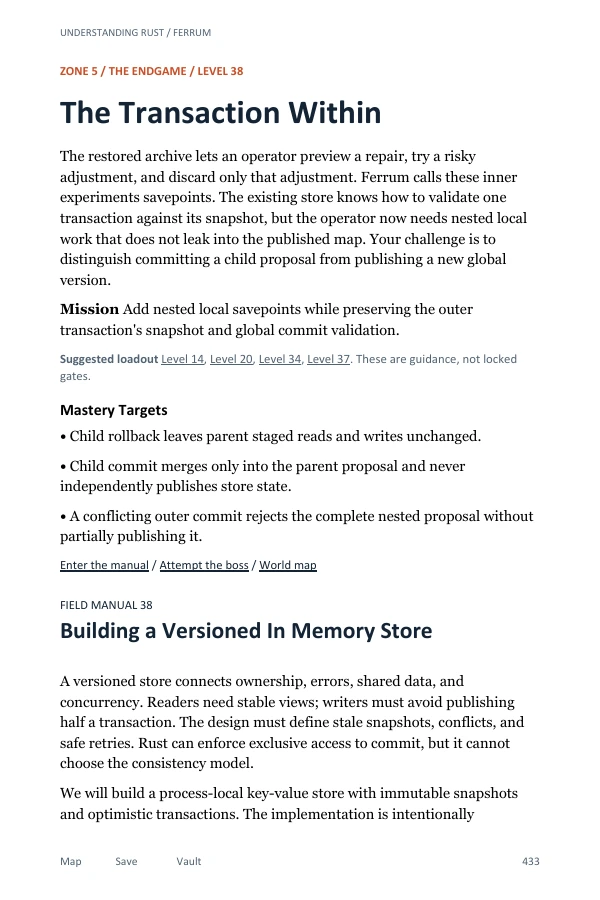 UNDERSTANDING RUST / FERRUM
ZONE 5 / THE ENDGAME / LEVEL 38
The Transaction Within
The restored archive lets an operator preview a repair, try a risky
adjustment, and discard only that adjustment. Ferrum calls these inner
experiments savepoints. The existing store knows how to validate one
transaction against its snapshot, but the operator now needs nested local
work that does not leak into the published map. Your challenge is to
distinguish committing a child proposal from publishing a new global
version.
Mission Add nested local savepoints while preserving the outer
transaction's snapshot and global commit validation.
Suggested loadout Level 14, Level 20, Level 34, Level 37. These are guidance, not locked
gates.
Mastery Targets
• Child rollback leaves parent staged reads and writes unchanged.
• Child commit merges only into the parent proposal and never
independently publishes store state.
• A conflicting outer commit rejects the complete nested proposal without
partially publishing it.
Enter the manual / Attempt the boss / World map
FIELD MANUAL 38
Building a Versioned In Memory Store
A versioned store connects ownership, errors, shared data, and
concurrency. Readers need stable views; writers must avoid publishing
half a transaction. The design must define stale snapshots, conflicts, and
safe retries. Rust can enforce exclusive access to commit, but it cannot
choose the consistency model.
We will build a process-local key-value store with immutable snapshots
and optimistic transactions. The implementation is intentionally
Map Save Vault 433